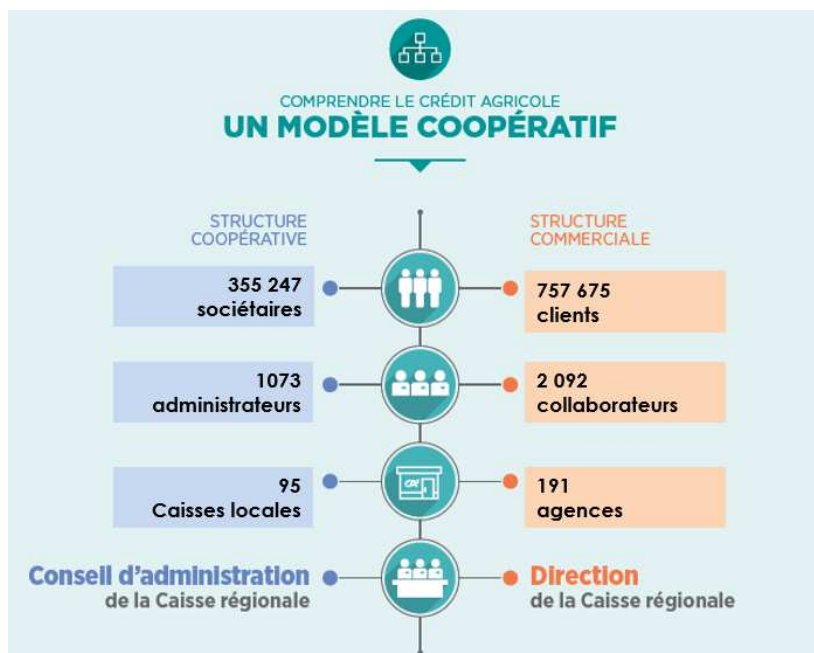 COMPRENDRE LE CRÉDIT AGRICOLE
UN MODÈLE COOPÉRATIF
STRUCTURE
COOPÉRATIVE
STRUCTURE
COMMERCIALE
355 247
sociétaires
757 675
clients
1073
administrateurs
2 092
collaborateurs
95
Caisses locales
191
agences
Conseil d'administration
de la Caisse régionale
Direction
de la Caisse régionale